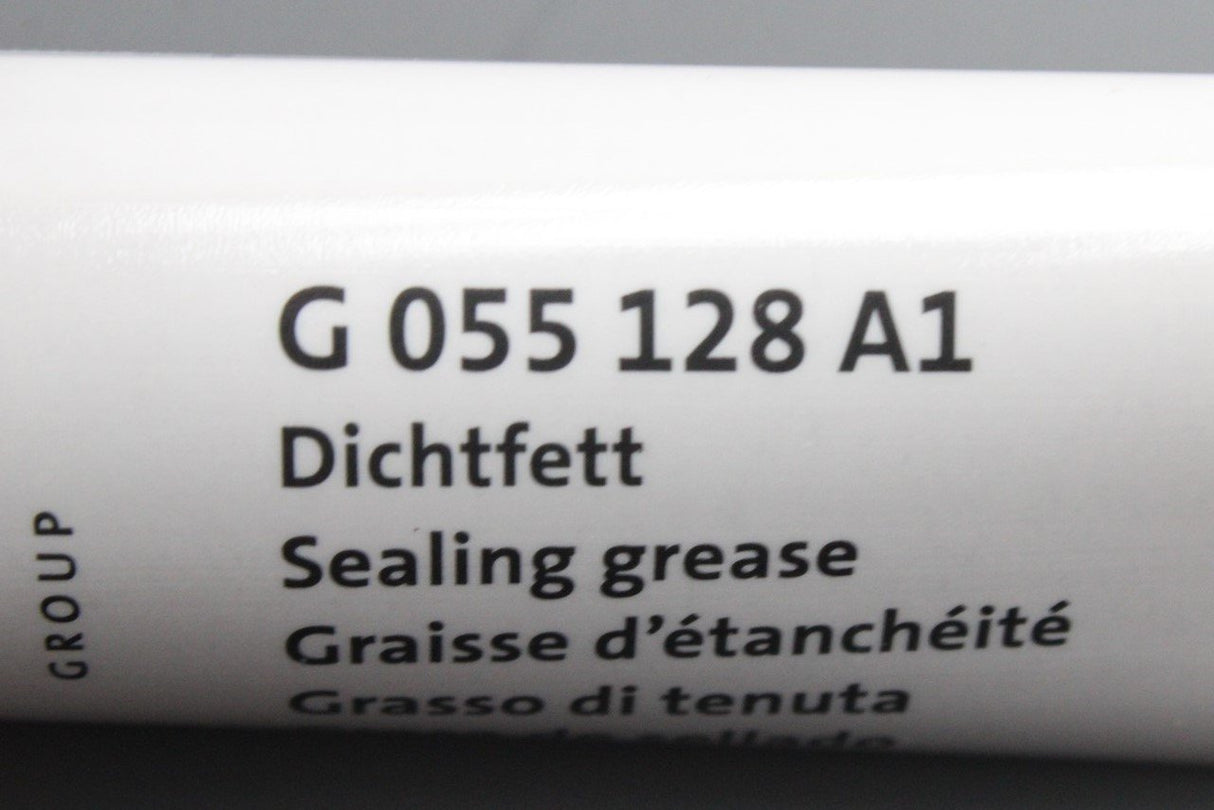 G 055 128 A1
Dichtfett
Sealing grease
Graisse d’étanchéité
Grasso di tenuta
GROUP